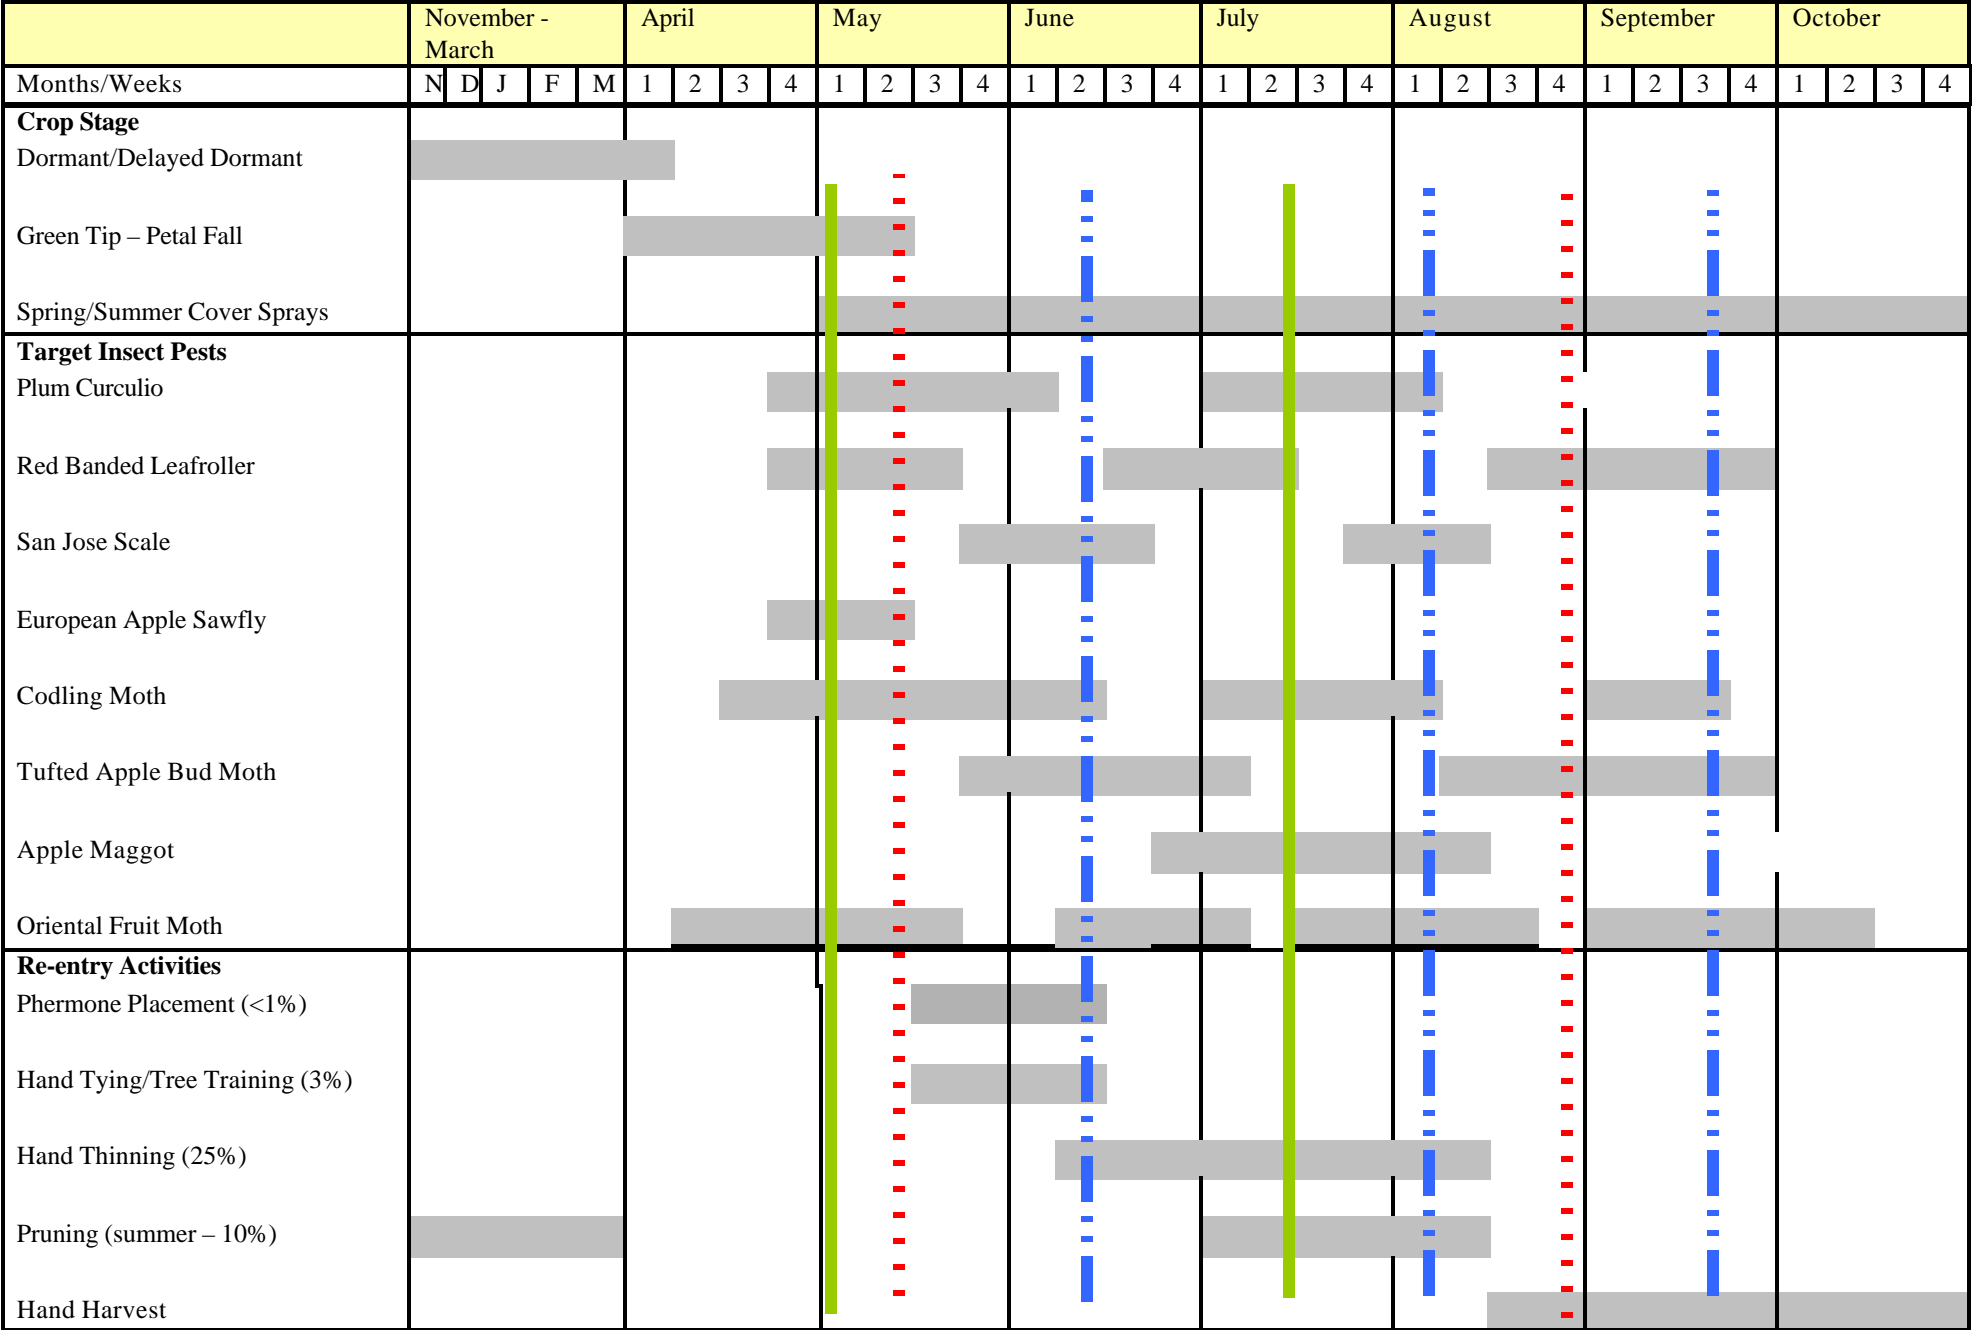 November - April May June July August September October
March
Months/Weeks N D J F M 1 2 3 4 1 2 3 4 1 2 3 4 1 2 3 4 1 2 3 4 1 2 3 4 1 2 3 4
Crop Stage
Dormant/Delayed Dormant
Green Tip – Petal Fall
Spring/Summer Cover Sprays
Target Insect Pests
Plum Curculio
Red Banded Leafroller
San Jose Scale
European Apple Sawfly
Codling Moth
Tufted Apple Bud Moth
Apple Maggot
Oriental Fruit Moth
Re-entry Activities
Phermone Placement (<1%)
Hand Tying/Tree Training (3%)
Hand Thinning (25%)
Pruning (summer – 10%)
Hand Harvest